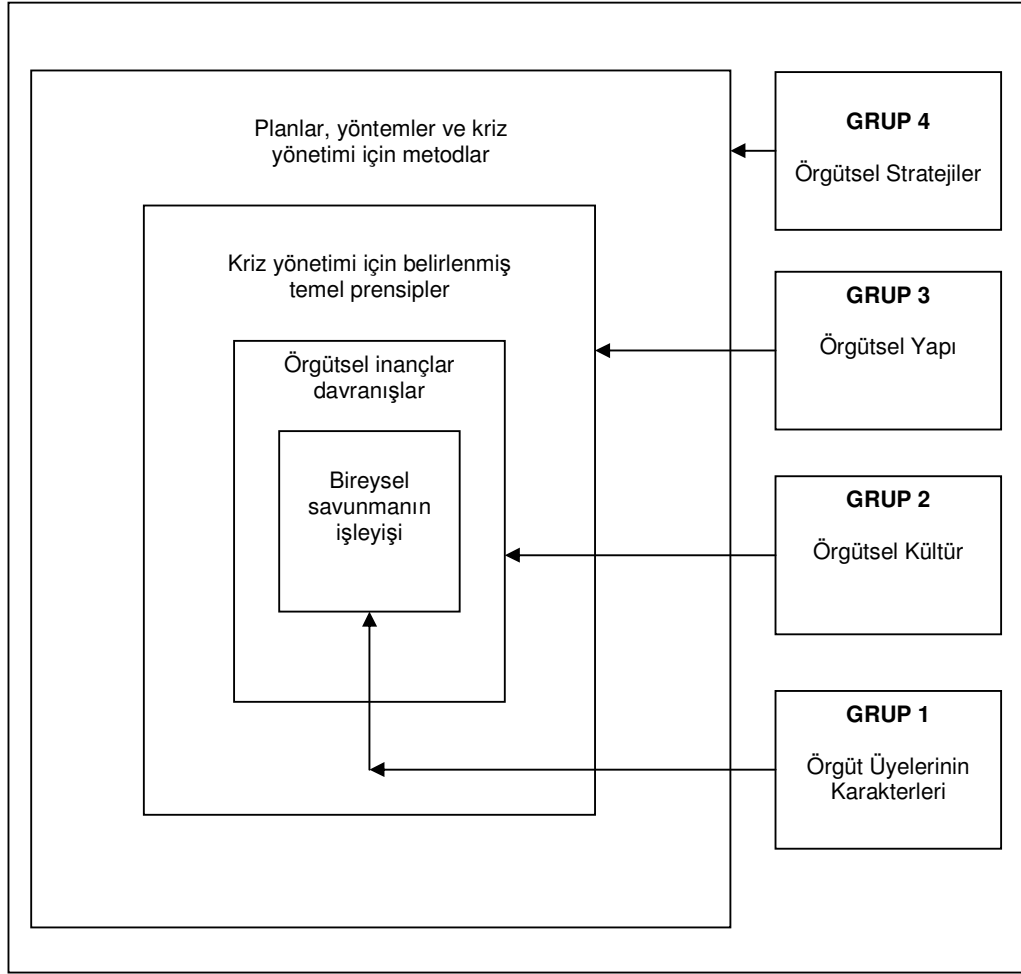 Planlar, yöntemler ve kriz
yönetimi için metodlar
Kriz yönetimi için belirlenmiş
temel prensipler
Örgütsel inançlar
davranışlar
Bireysel
savunmanın
işleyişi
GRUP 4
Örgütsel Stratejiler
GRUP 3
Örgütsel Yapı
GRUP 2
Örgütsel Kültür
GRUP 1
Örgüt Üyelerinin
Karakterleri